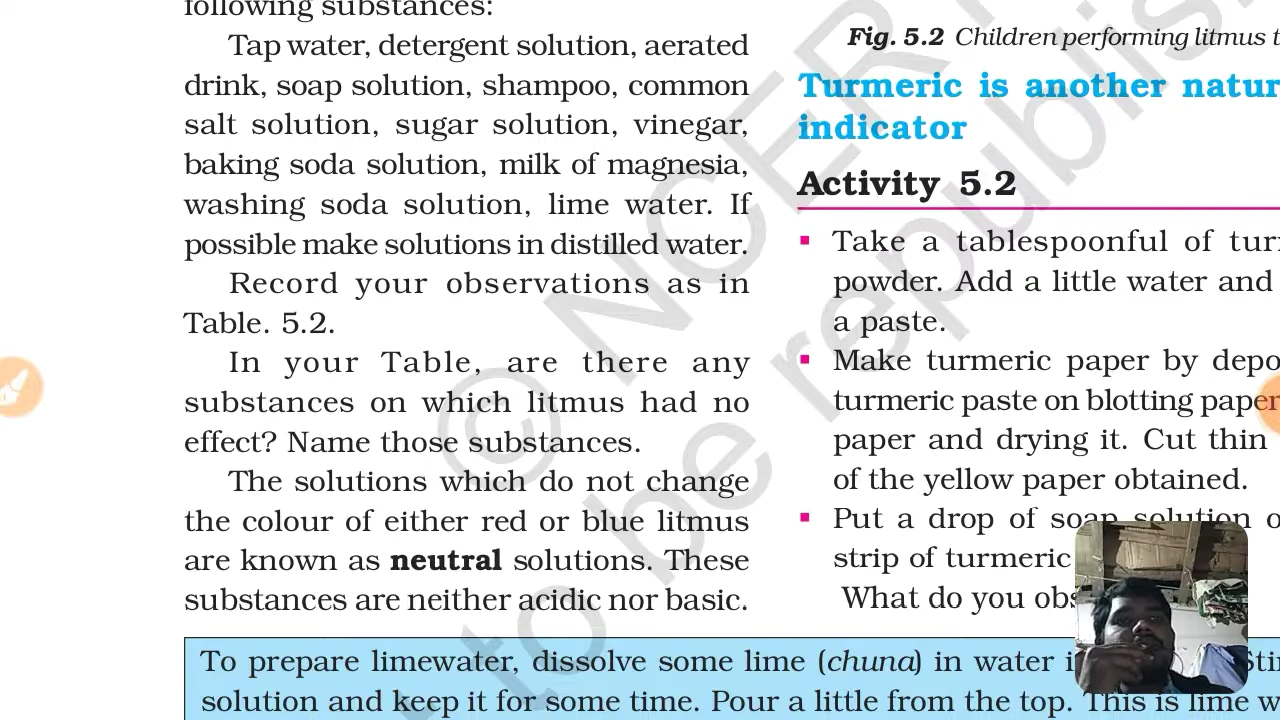 following substances:
Tap water, detergent solution, aerated
drink, soap solution, shampoo, common
salt solution, sugar solution, vinegar,
baking soda solution, milk of magnesia,
washing soda solution, lime water. If
possible make solutions in distilled water.
Record your observations as in
Table. 5.2.
In your Table, are there any
substances on which litmus had no
effect? Name those substances.
The solutions which do not change
the colour of either red or blue litmus
are known as neutral solutions. These
substances are neither acidic nor basic.
Fig. 5.2 Children performing litmus
Turmeric is another
indicator
Activity 5.2
Take a tablespoonful of
powder. Add a little water and
a paste.
Make turmeric paper by
turmeric paste on blotting paper
paper and drying it. Cut thin
of the yellow paper obtained.
Put a drop of soap solution
strip of turmeric
What do you
To prepare limewater, dissolve some lime (chuna) in water
solution and keep it for some time. Pour a little from the top. This is lime
© NCERT
to be republished